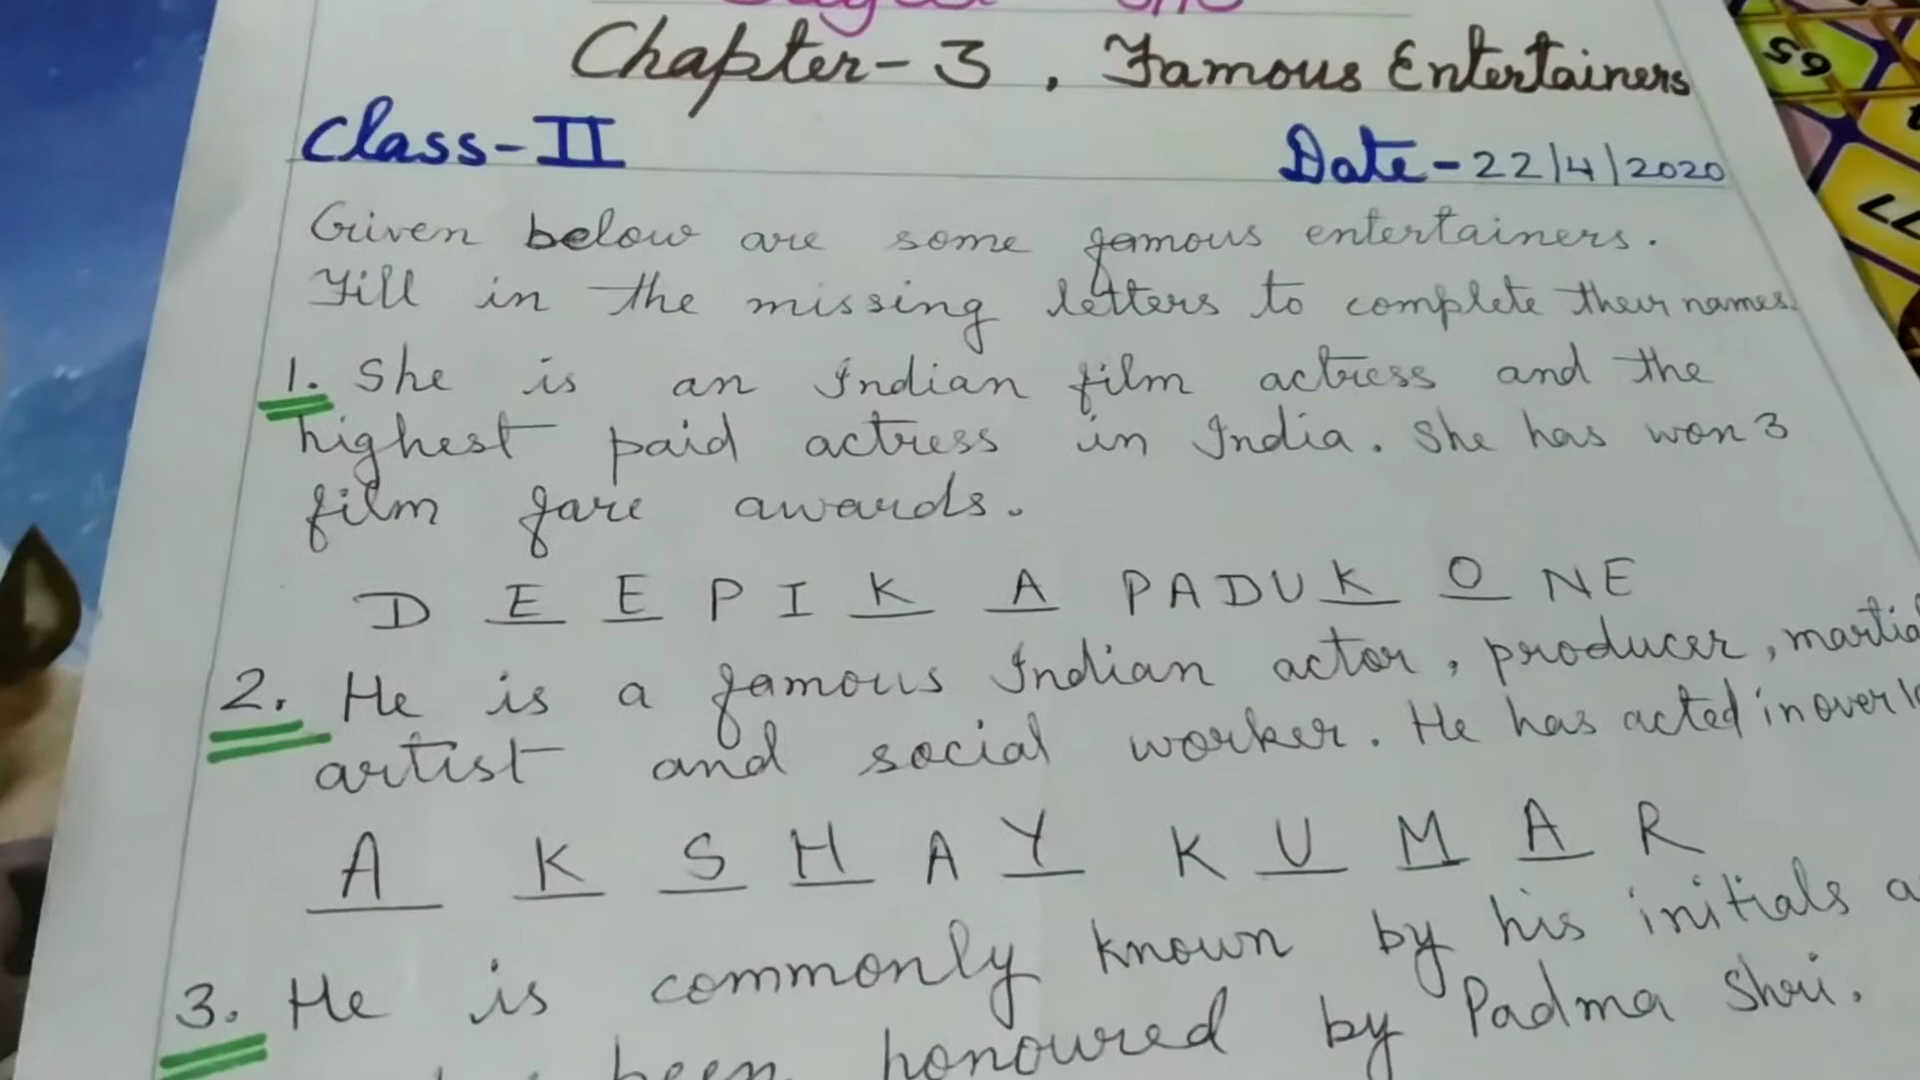 Chapter-3, Famous Entertainers
Class-II Date-22/4/2020
Given below are some famous entertainers.
Fill in the missing letters to complete their names.
1. She is an Indian film actress and the
highest paid actress in India. She has won 3
film fare awards.
D E E P I K A PADUK O NE
2. He is a famous Indian actor, producer, martial
artist and social worker. He has acted in over
A K S H A Y K U M A R
3. He is commonly known by his initials
been honoured by Padma Shri.
65
77